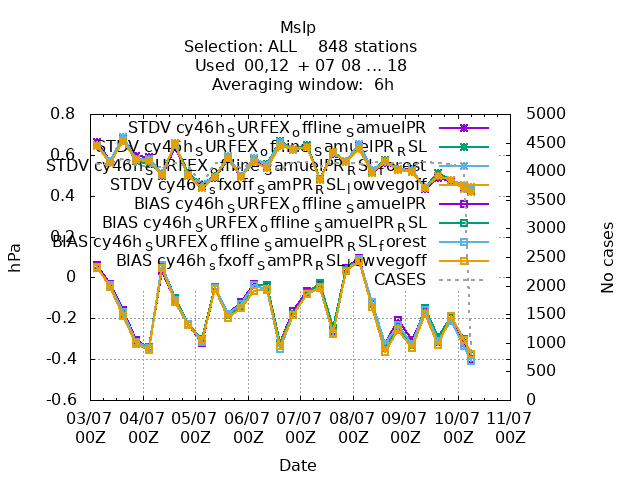 Mslp
Selection: ALL    848 stations
Used  00,12  + 07 08 ... 18
Averaging window:  6h
0.8
0.6
0.4
0.2
0
-0.2
-0.4
-0.6
hPa
5000
4500
4000
3500
3000
2500
2000
1500
1000
500
0
No cases
STDV cy46h_SURFEX_offline_SamuelPR
STDV cy46h_SURFEX_offline_SamuelPR_RSL
STDV cy46h_SURFEX_offline_SamuelPR_RSL_forest
STDV cy46h_sfxoff_SamPR_RSL_lowvegoff
BIAS cy46h_SURFEX_offline_SamuelPR
BIAS cy46h_SURFEX_offline_SamuelPR_RSL
BIAS cy46h_SURFEX_offline_SamuelPR_RSL_forest
BIAS cy46h_sfxoff_SamPR_RSL_lowvegoff
CASES
03/07 04/07 05/07 06/07 07/07 08/07 09/07 10/07 11/07
00Z 00Z 00Z 00Z 00Z 00Z 00Z 00Z 00Z
Date